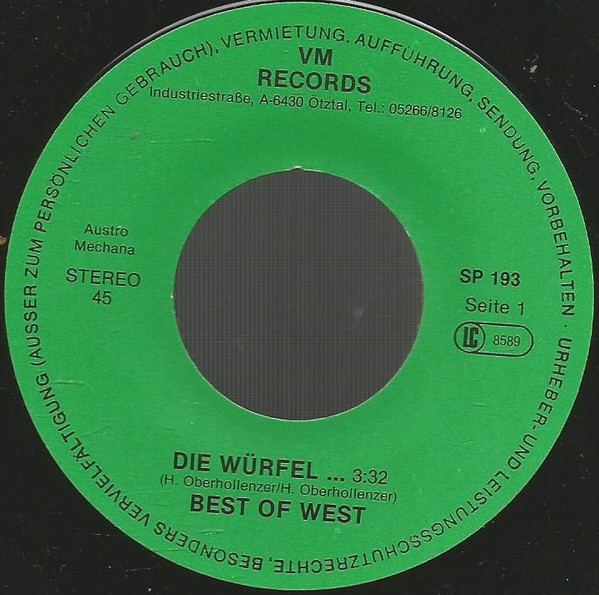 URHEBER- UND LEISTUNGSSCHUTZRECHTE, BESONDERS VERVIELFÄLTIGUNG (AUSSER ZUM PERSÖNLICHEN GEBRAUCH), VERMIETUNG, AUFFÜHRUNG, SENDUNG, VORBEHALTEN ·
VM
RECORDS
Industriestraße, A-6430 Ötztal, Tel.: 05266/8126
Austro
Mechana
STEREO
45
SP 193
Seite 1
LC 8589
DIE WÜRFEL ... 3:32
(H. Oberhollenzer/H. Oberhollenzer)
BEST OF WEST